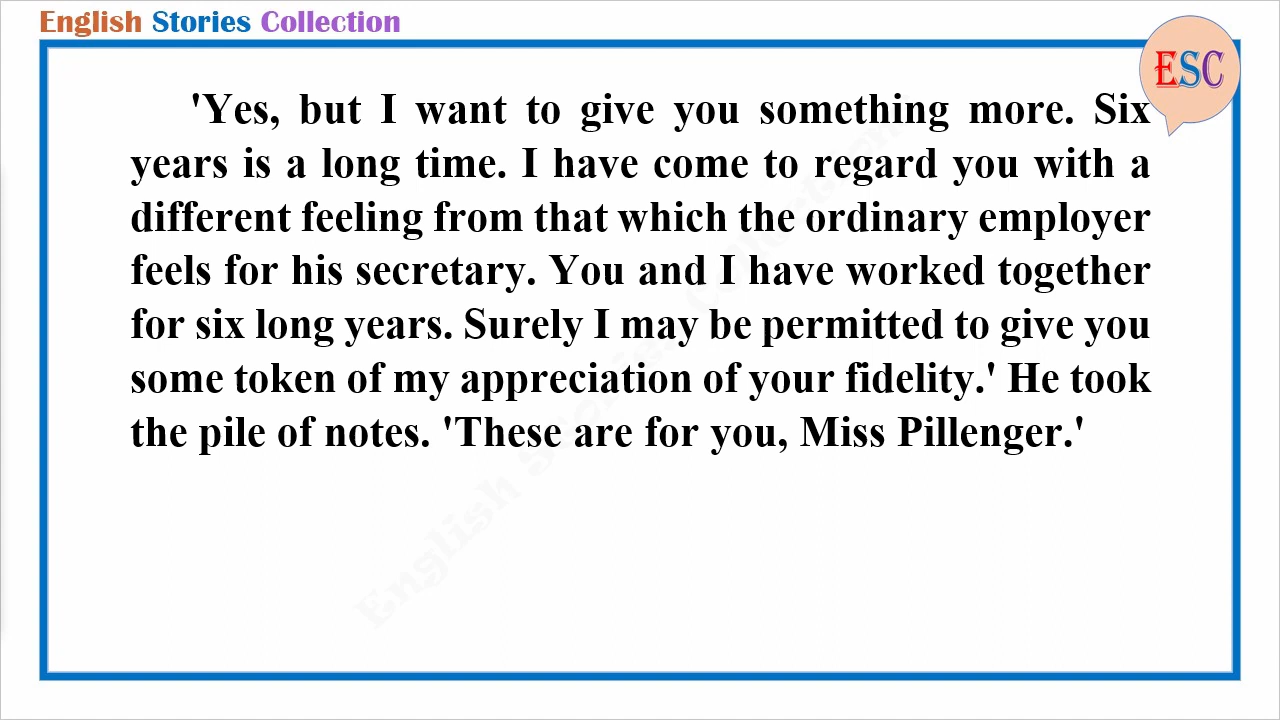 English Stories Collection
ESC
'Yes, but I want to give you something more. Six
years is a long time. I have come to regard you with a
different feeling from that which the ordinary employer
feels for his secretary. You and I have worked together
for six long years. Surely I may be permitted to give you
some token of my appreciation of your fidelity.' He took
the pile of notes. 'These are for you, Miss Pillenger.'
English Stories Collection